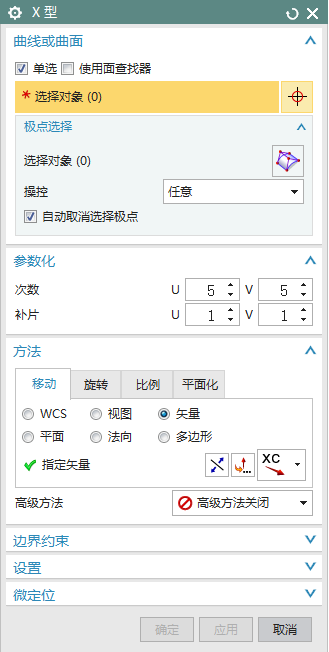 X 型
曲线或曲面
单选 使用面查找器
* 选择对象 (0)
极点选择
选择对象 (0)
操控 任意
自动取消选择极点
参数化
次数 U 5 V 5
补片 U 1 V 1
方法
移动 旋转 比例 平面化
WCS 视图 矢量
平面 法向 多边形
指定矢量 XC
高级方法 高级方法关闭
边界约束
设置
微定位
确定 应用 取消